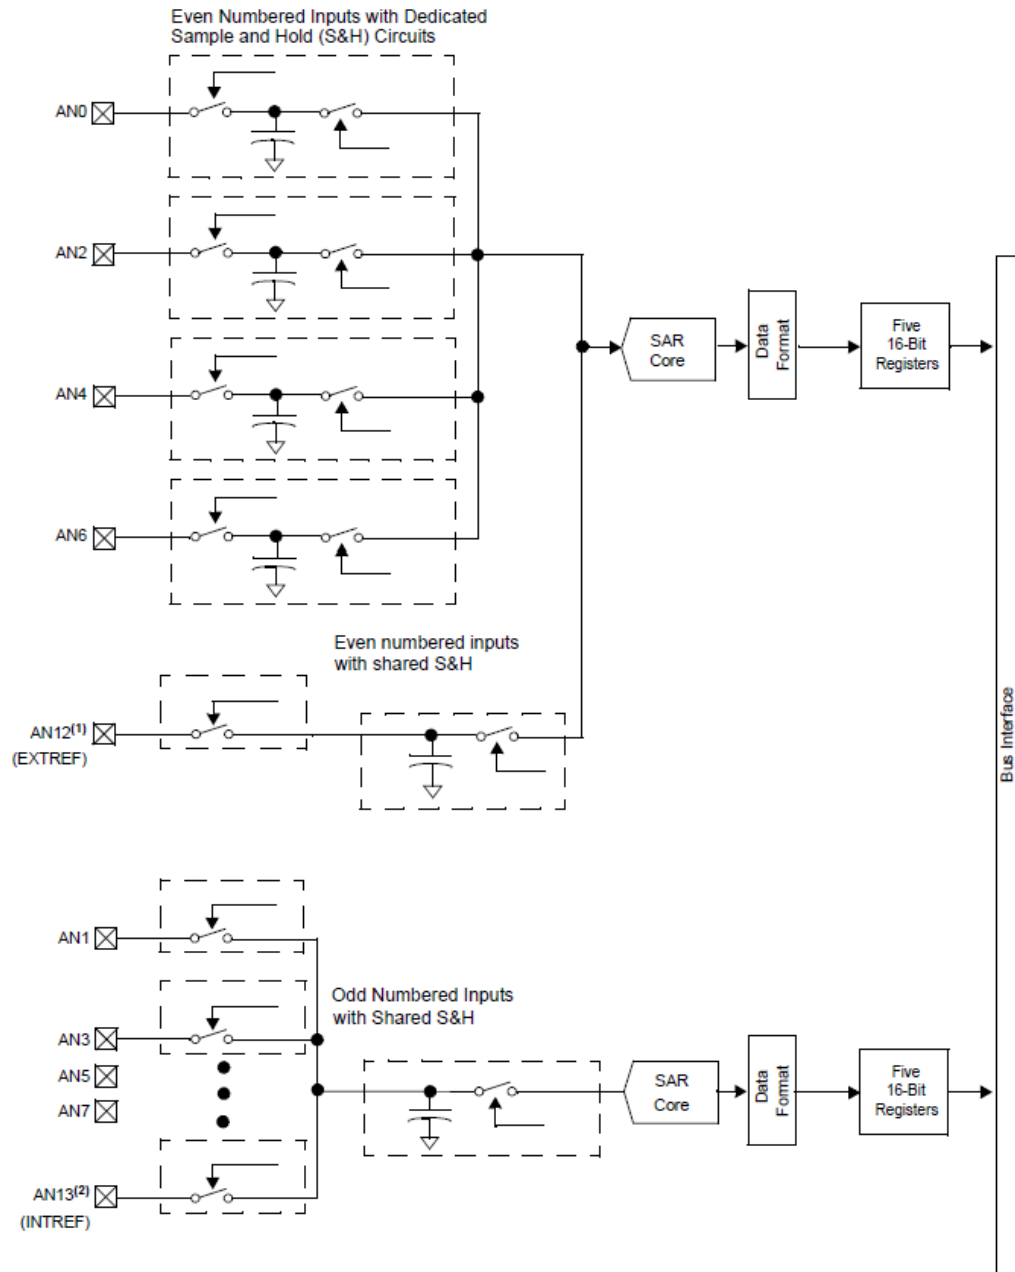 Even Numbered Inputs with Dedicated
Sample and Hold (S&H) Circuits
AN0
AN2
AN4
AN6
SAR
Core
Data
Format
Five
16-Bit
Registers
Even numbered inputs
with shared S&H
AN12(1)
(EXTREF)
Bus Interface
AN1
Odd Numbered Inputs
with Shared S&H
AN3
AN5
AN7
SAR
Core
Data
Format
Five
16-Bit
Registers
AN13(2)
(INTREF)